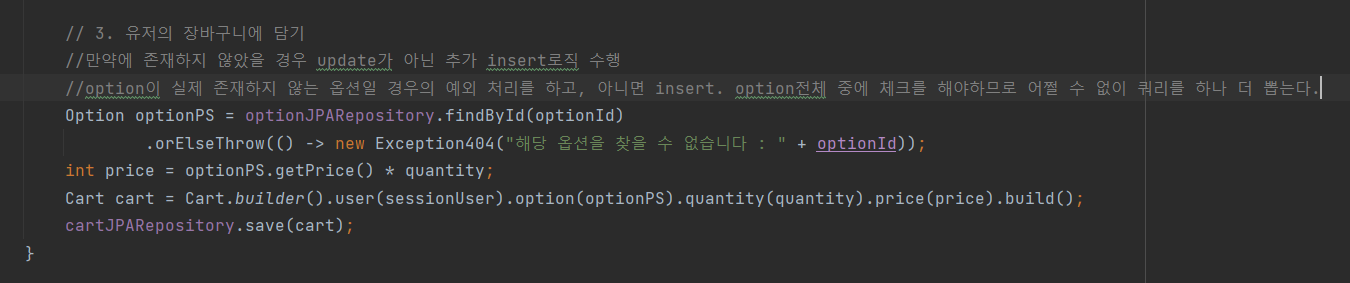 // 3. 유저의 장바구니에 담기
//만약에 존재하지 않았을 경우 update가 아닌 추가 insert로직 수행
//option이 실제 존재하지 않는 옵션일 경우의 예외 처리를 하고, 아니면 insert. option전체 중에 체크를 해야하므로 어쩔 수 없이 쿼리를 하나 더 뽑는다.
Option optionPS = optionJPARepository.findById(optionId)
.orElseThrow(() -> new Exception404("해당 옵션을 찾을 수 없습니다 : " + optionId));
int price = optionPS.getPrice() * quantity;
Cart cart = Cart.builder().user(sessionUser).option(optionPS).quantity(quantity).price(price).build();
cartJPARepository.save(cart);
}